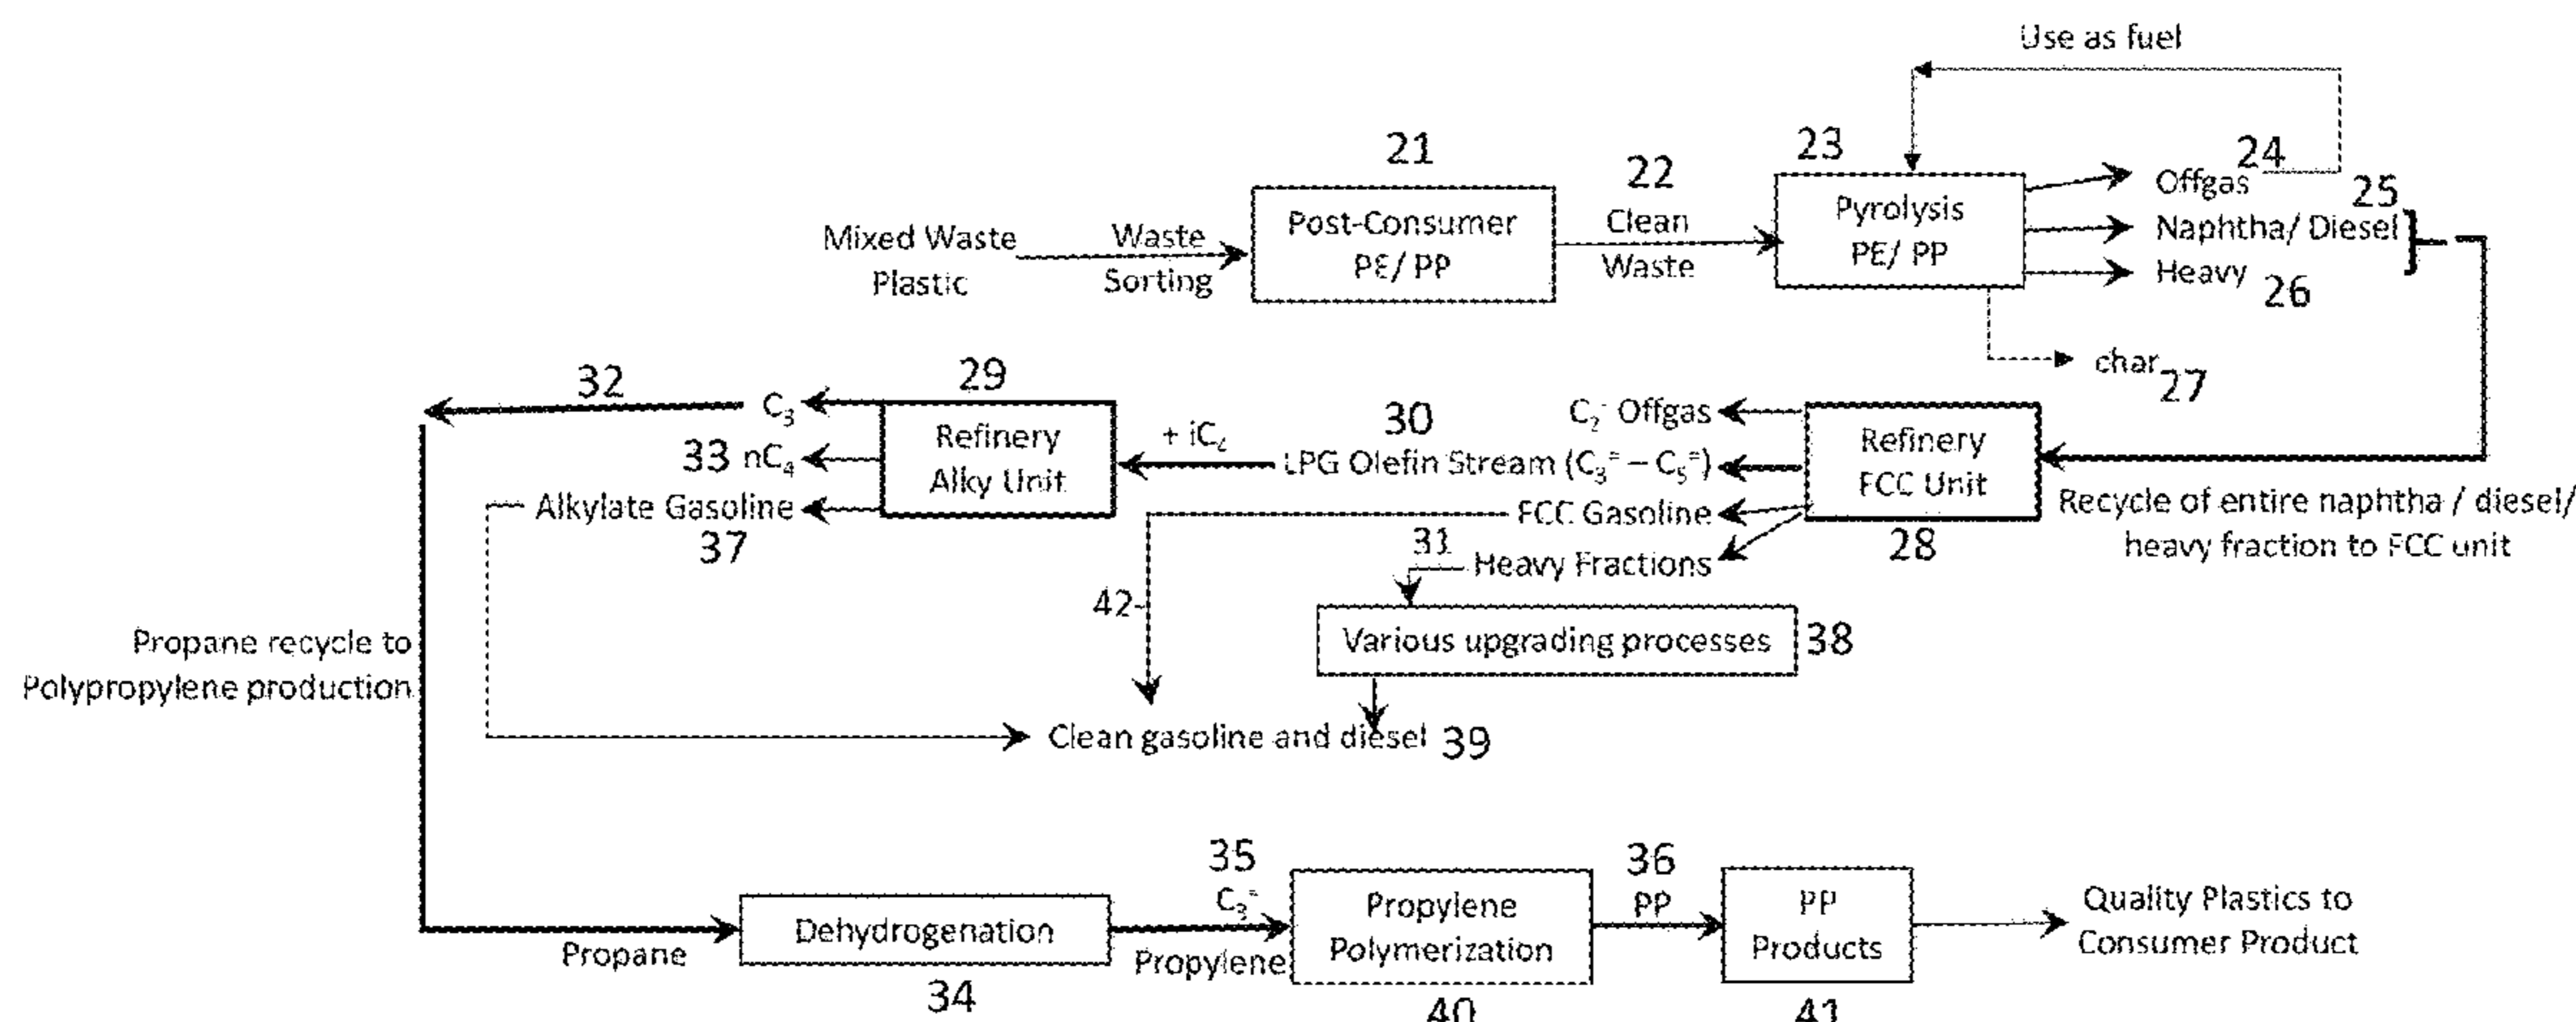 Use as fuel
21
22
23
24
25
Mixed Waste
Plastic
Waste
Sorting
Post-Consumer
PE/ PP
Clean
Waste
Pyrolysis
PE/ PP
Offgas
Naphtha/ Diesel
Heavy
26
char
27
32
C₃
33 nC₄
Alkylate Gasoline
37
29
Refinery
Alky Unit
+ iC₄
30
C₂⁻ Offgas
LPG Olefin Stream (C₃⁼ – C₅⁼)
FCC Gasoline
31
Heavy Fractions
Refinery
FCC Unit
28
Recycle of entire naphtha / diesel/
heavy fraction to FCC unit
42
Various upgrading processes
38
Propane recycle to
Polypropylene production
Clean gasoline and diesel 39
Propane
Dehydrogenation
34
35
C₃⁼
Propylene
Propylene
Polymerization
40
36
PP
PP
Products
41
Quality Plastics to
Consumer Product